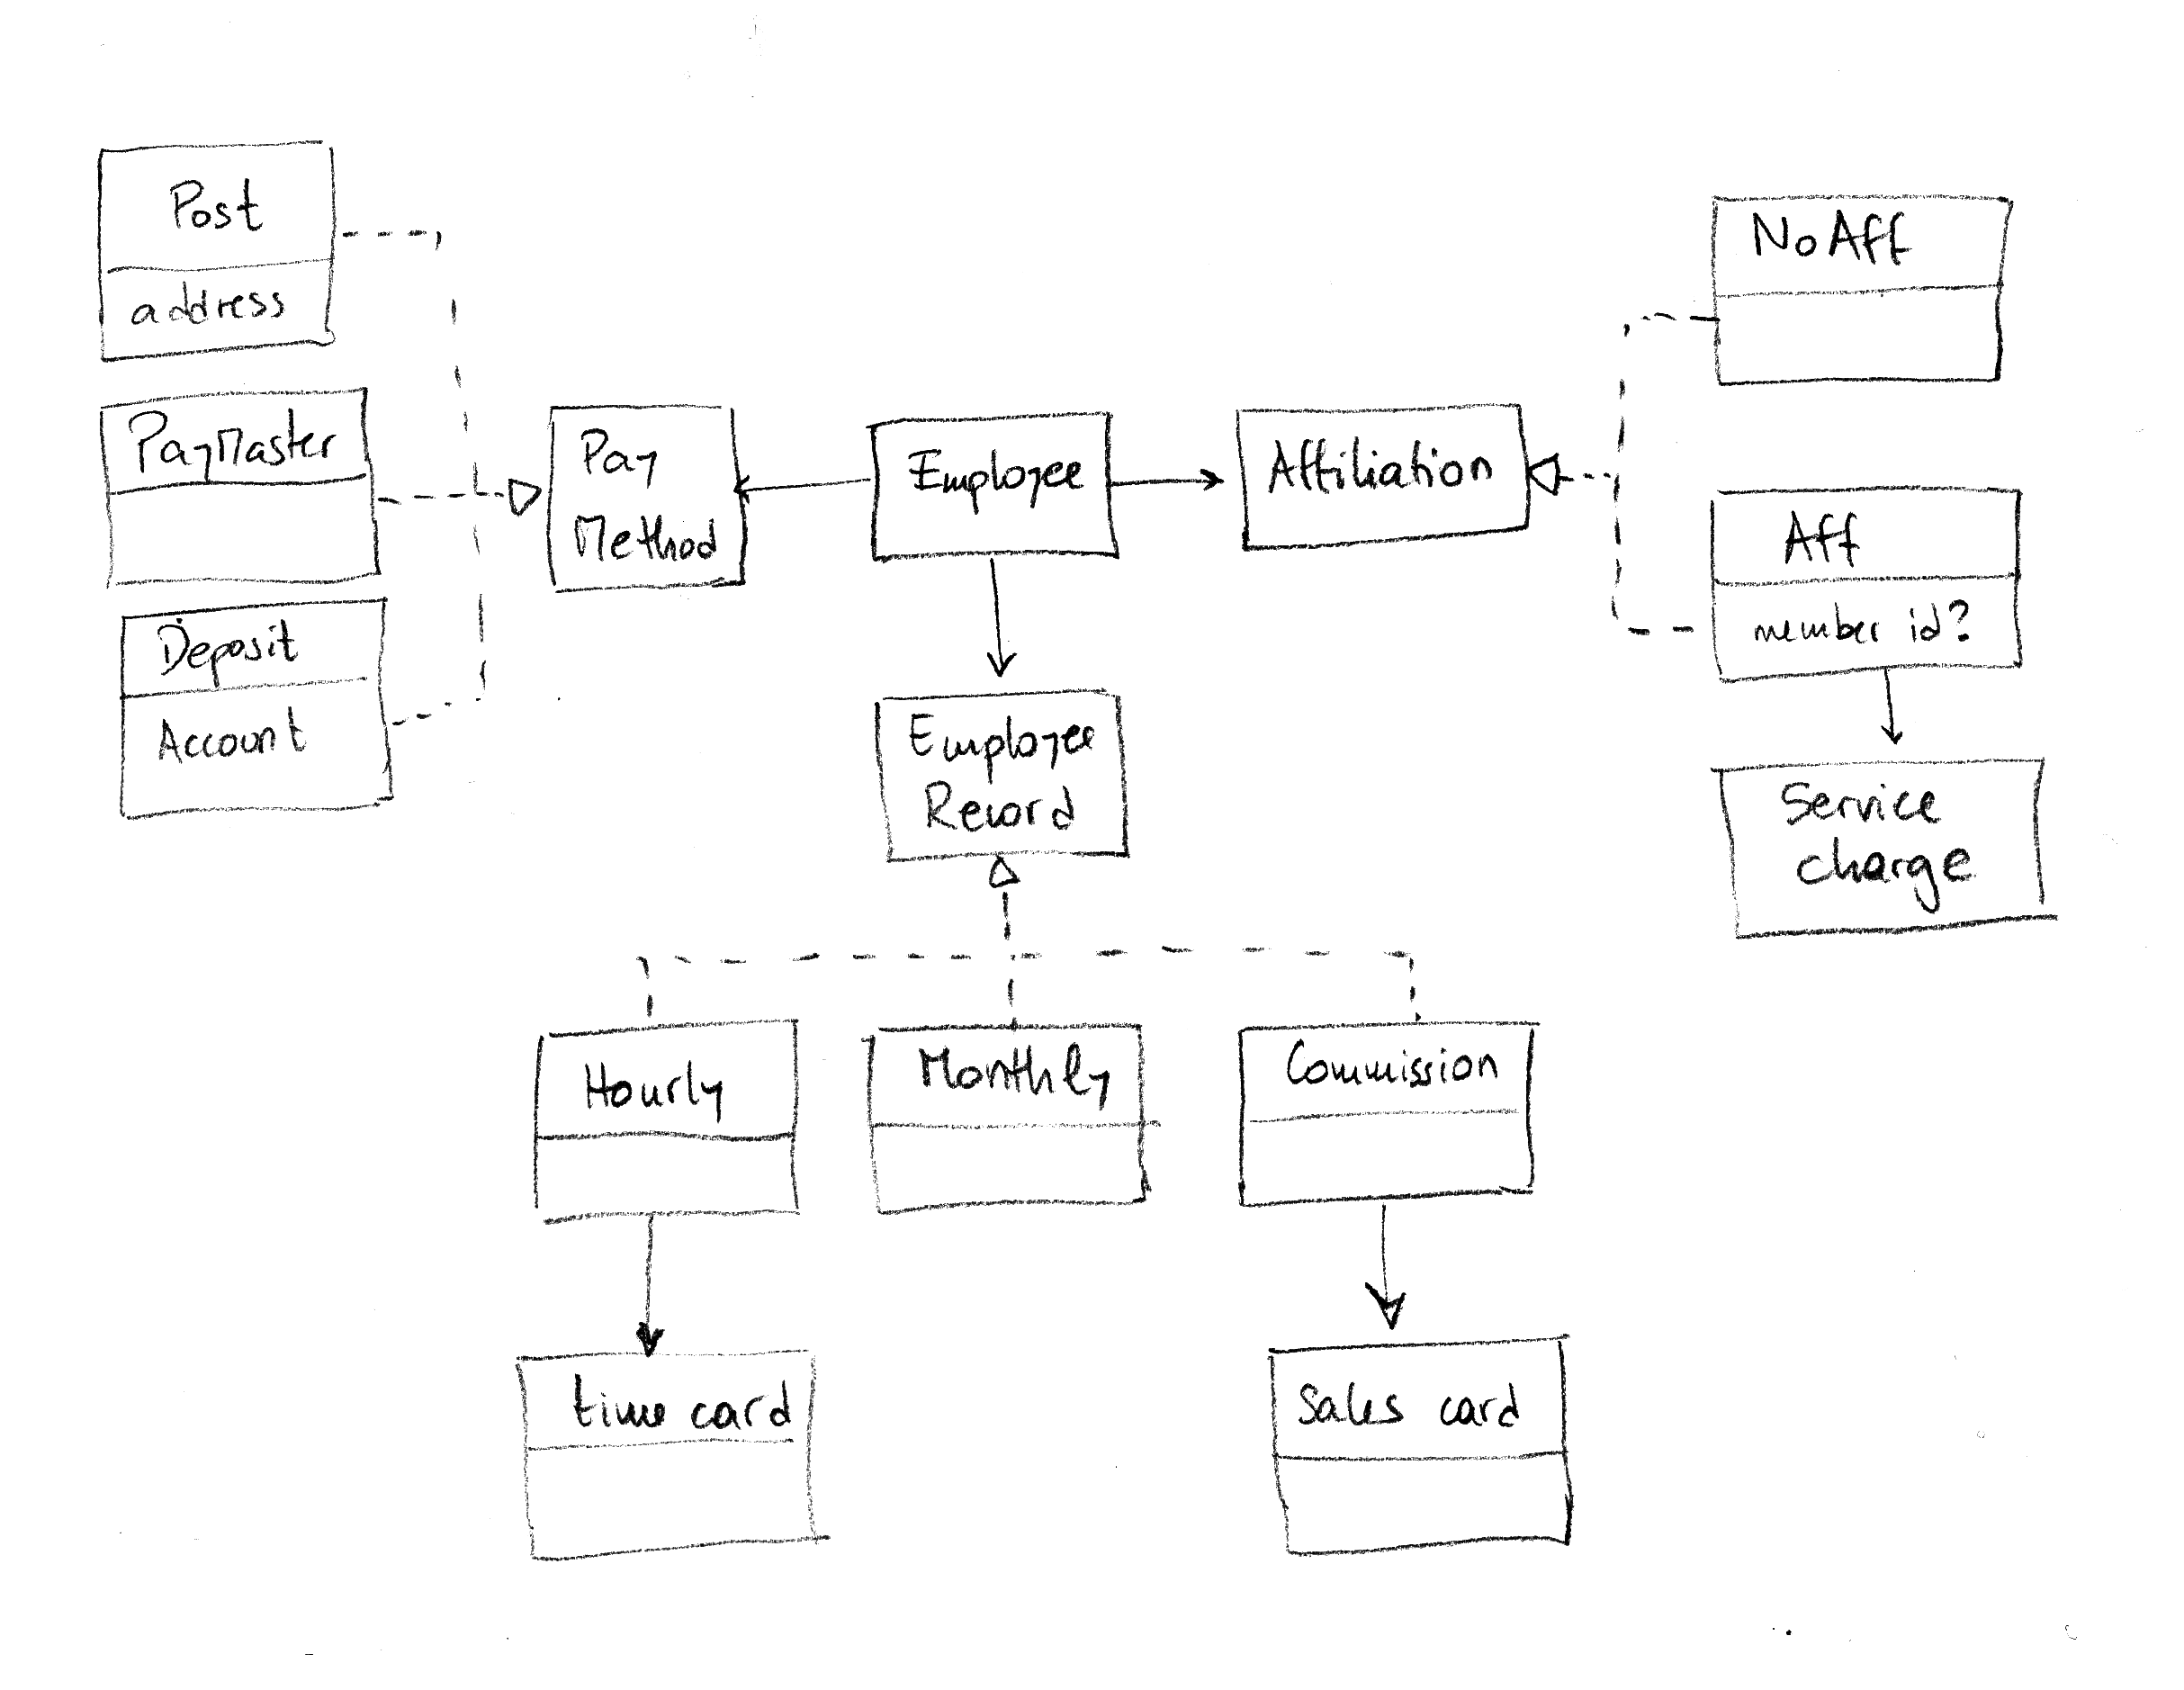 Post
address
PayMaster
Deposit
Account
Pay
Method
Employee
Affiliation
NoAff
Aff
member id?
Service
charge
Employee
Record
Hourly
Monthly
Commission
time card
Sales card